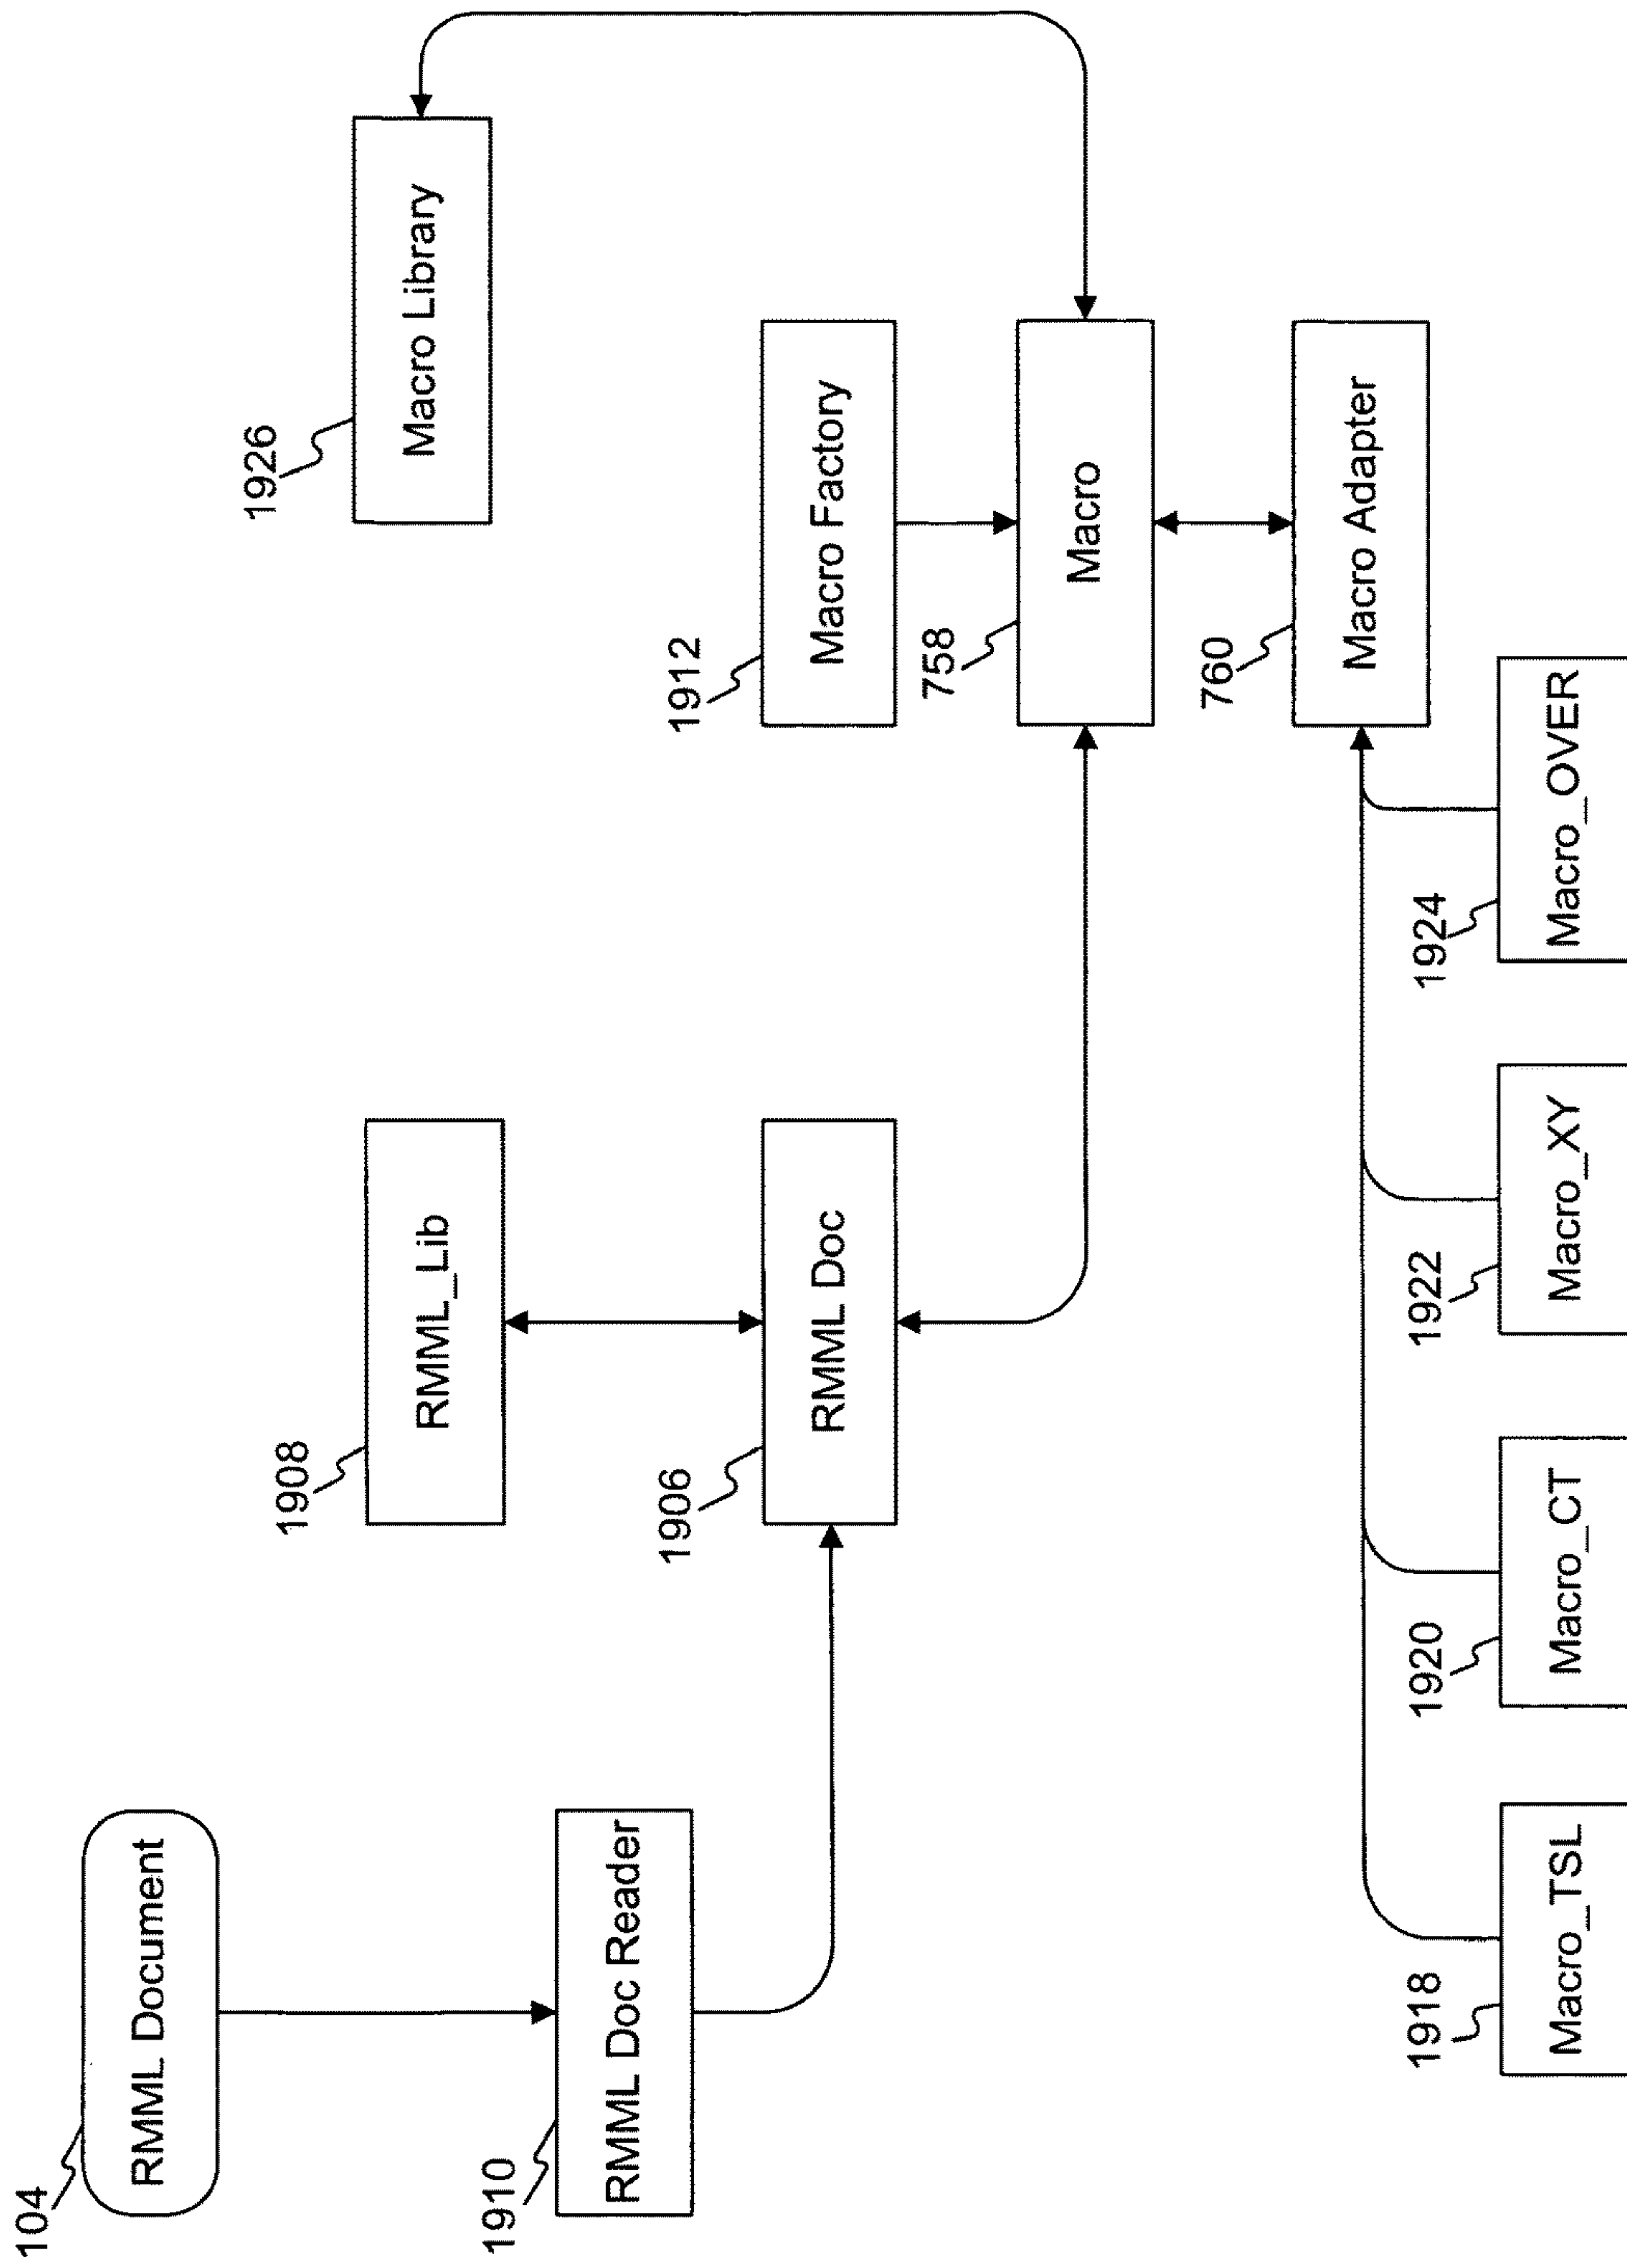 104
RMML Document
1910
RMML Doc Reader
1908
RMML_Lib
1906
RMML Doc
1926
Macro Library
1912
Macro Factory
758
Macro
760
Macro Adapter
1918
Macro_TSL
1920
Macro_CT
1922
Macro_XY
1924
Macro_OVER